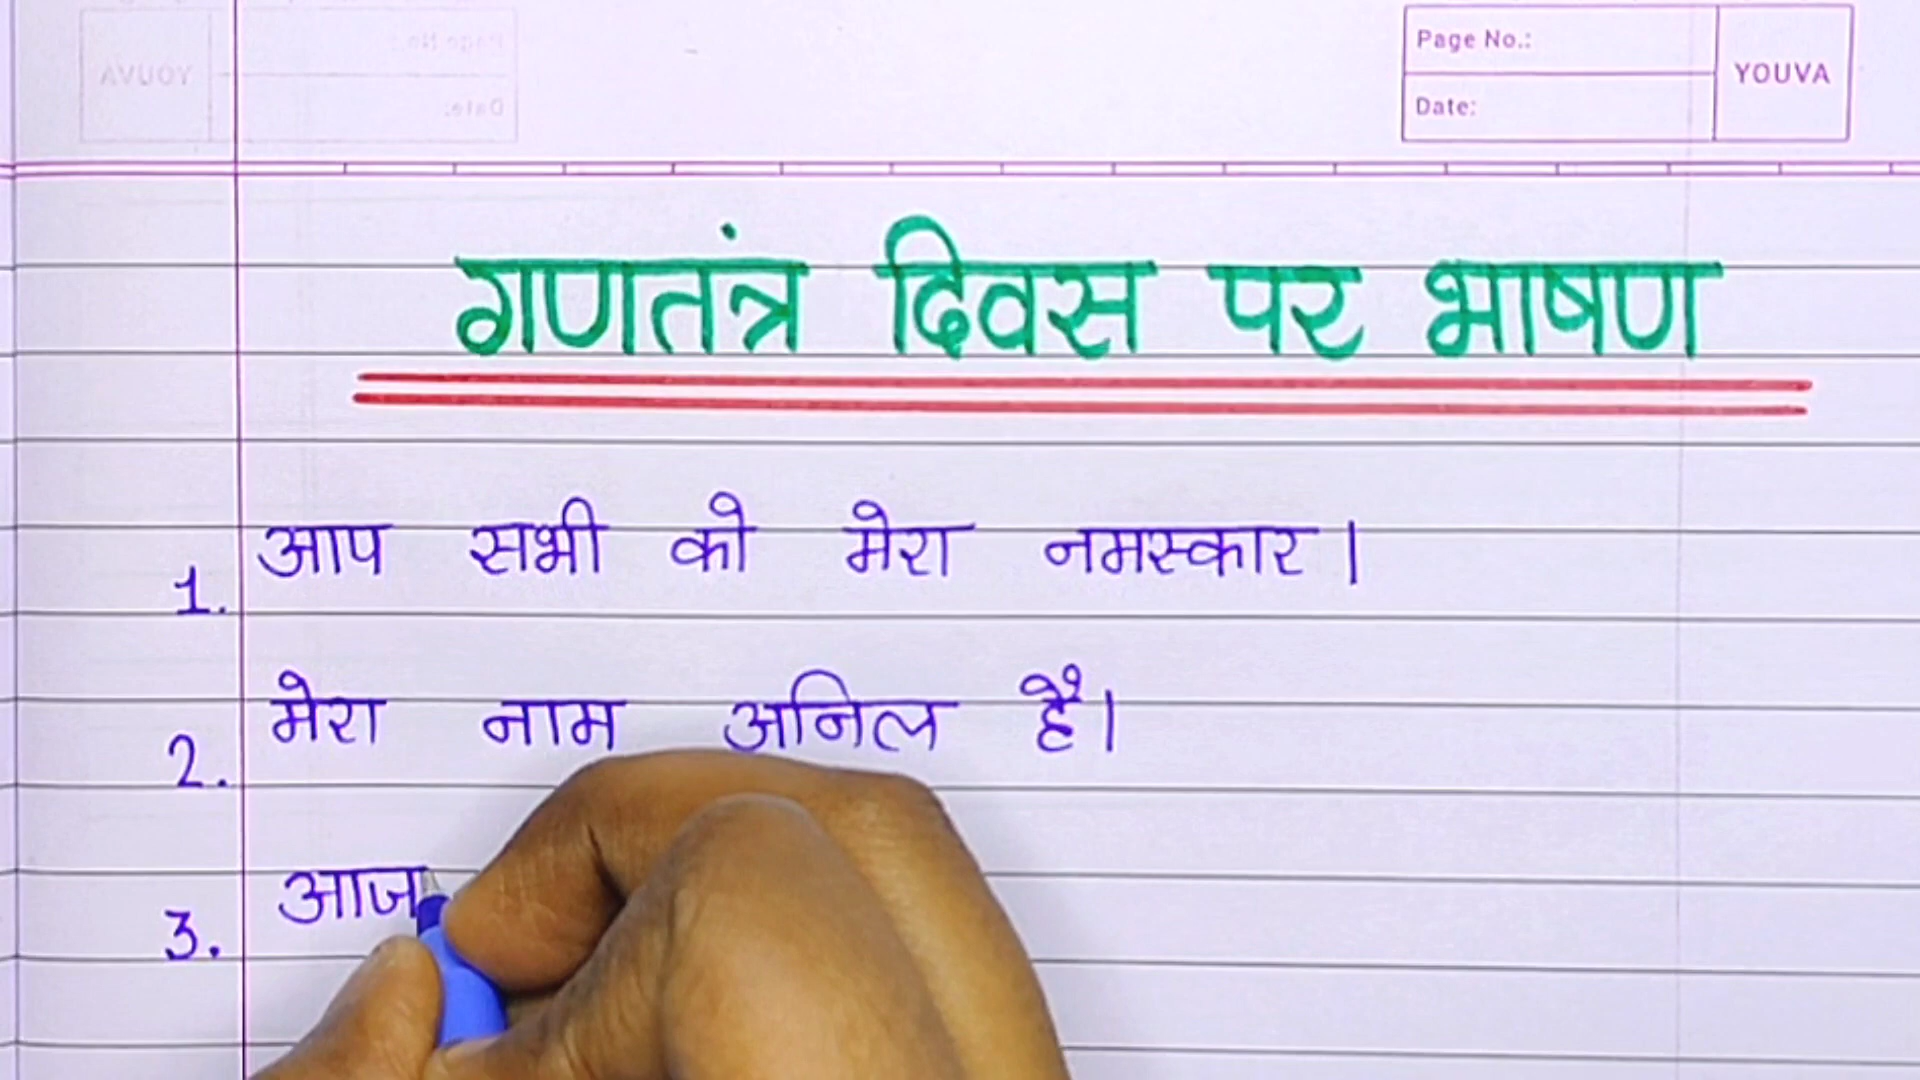 Page No.:
Date:
YOUVA
गणतंत्र दिवस पर भाषण
1. आप सभी को मेरा नमस्कार।
2. मेरा नाम अनिल है।
3. आज